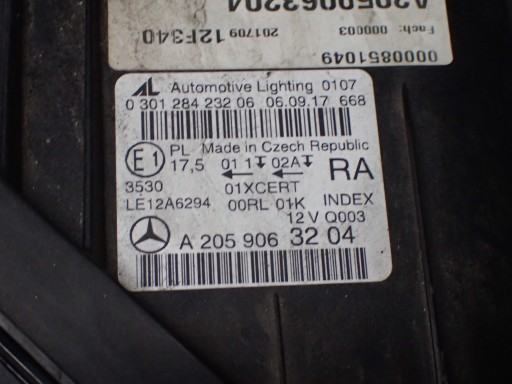 A2059063204
201709 12F340
Fach: 000003
0000851049
AL Automotive Lighting 0107
0 301 284 232 06 06.09.17 668
E1 PL Made in Czech Republic
17,5 01 1 02A RA
3530 01XCERT
LE12A6294 00RL 01K INDEX
12 V Q003
A 205 906 32 04